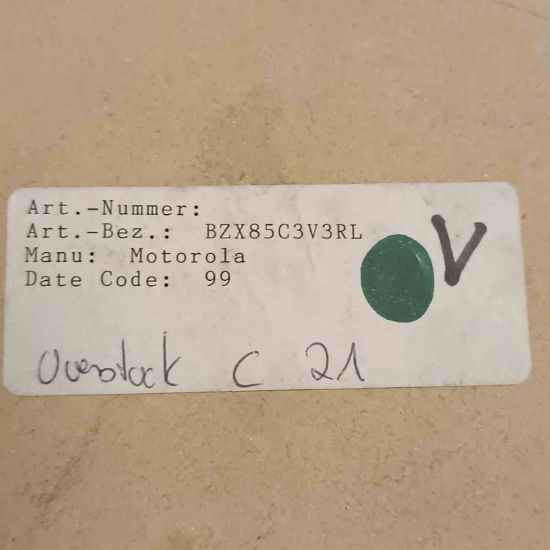 Art.-Nummer:
Art.-Bez.: BZX85C3V3RL
Manu: Motorola
Date Code: 99
V
Overstock C 21